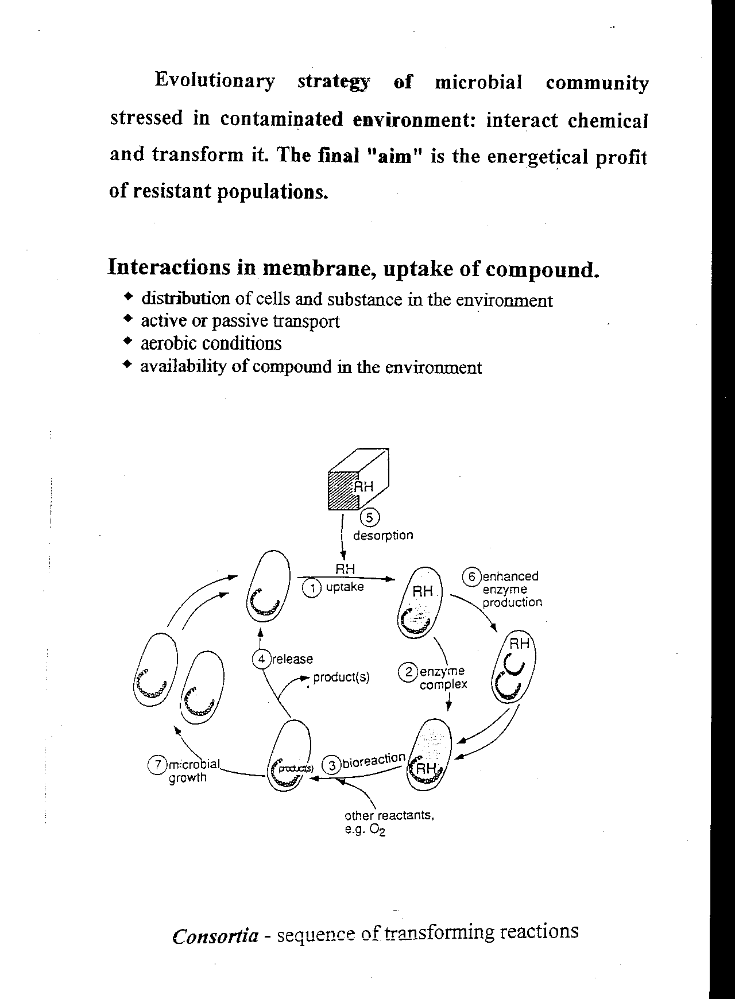 Evolutionary strategy of microbial community
stressed in contaminated environment: interact chemical
and transform it. The final "aim" is the energetical profit
of resistant populations.
Interactions in membrane, uptake of compound.
♦ distribution of cells and substance in the environment
♦ active or passive transport
♦ aerobic conditions
♦ availability of compound in the environment
RH
5
desorption
RH
1 uptake
RH
6 enhanced
enzyme
production
RH
4 release
product(s)
2 enzyme
complex
7 microbial
growth
product(s)
3 bioreaction
RH
other reactants,
e.g. O₂
Consortia - sequence of transforming reactions